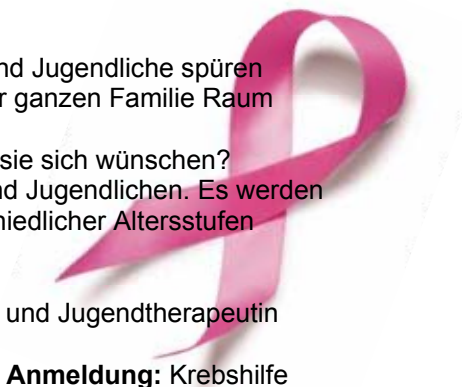 nd Jugendliche spüren
r ganzen Familie Raum
sie sich wünschen?
nd Jugendlichen. Es werden
hiedlicher Altersstufen
und Jugendtherapeutin
Anmeldung: Krebshilfe